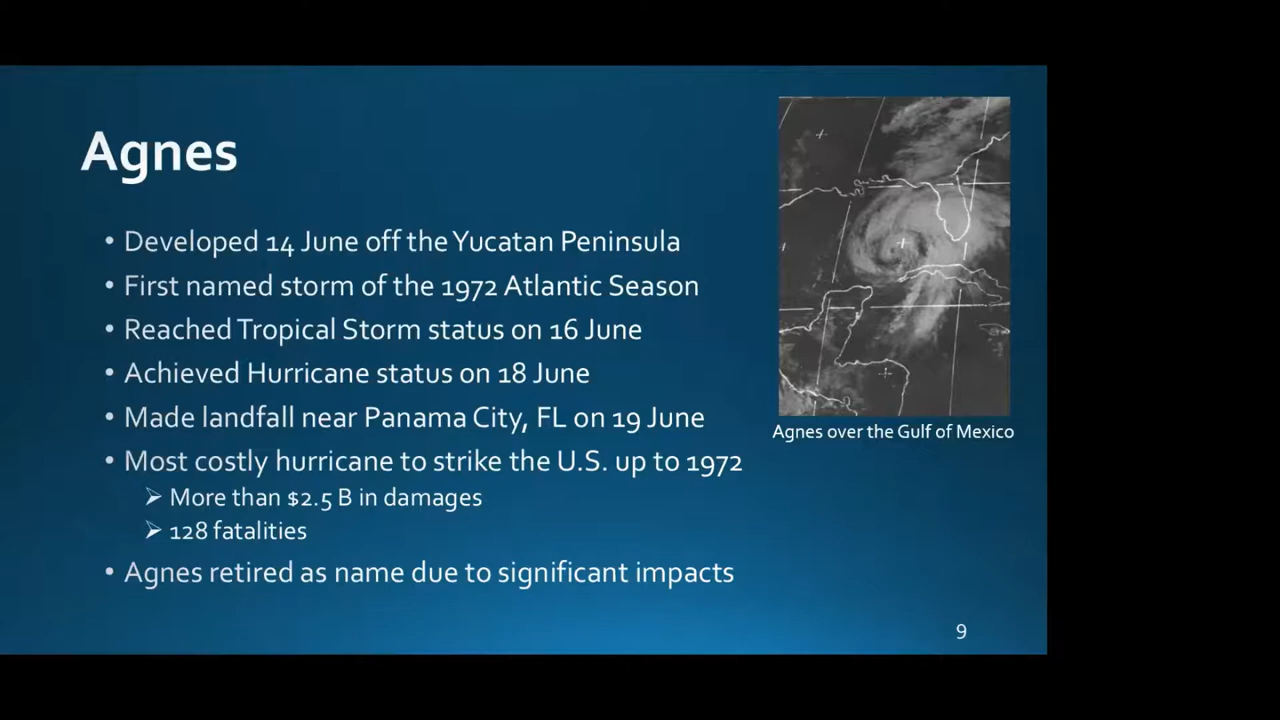 Agnes
• Developed 14 June off the Yucatan Peninsula
• First named storm of the 1972 Atlantic Season
• Reached Tropical Storm status on 16 June
• Achieved Hurricane status on 18 June
• Made landfall near Panama City, FL on 19 June
• Most costly hurricane to strike the U.S. up to 1972
➢ More than $2.5 B in damages
➢ 128 fatalities
• Agnes retired as name due to significant impacts
Agnes over the Gulf of Mexico
9